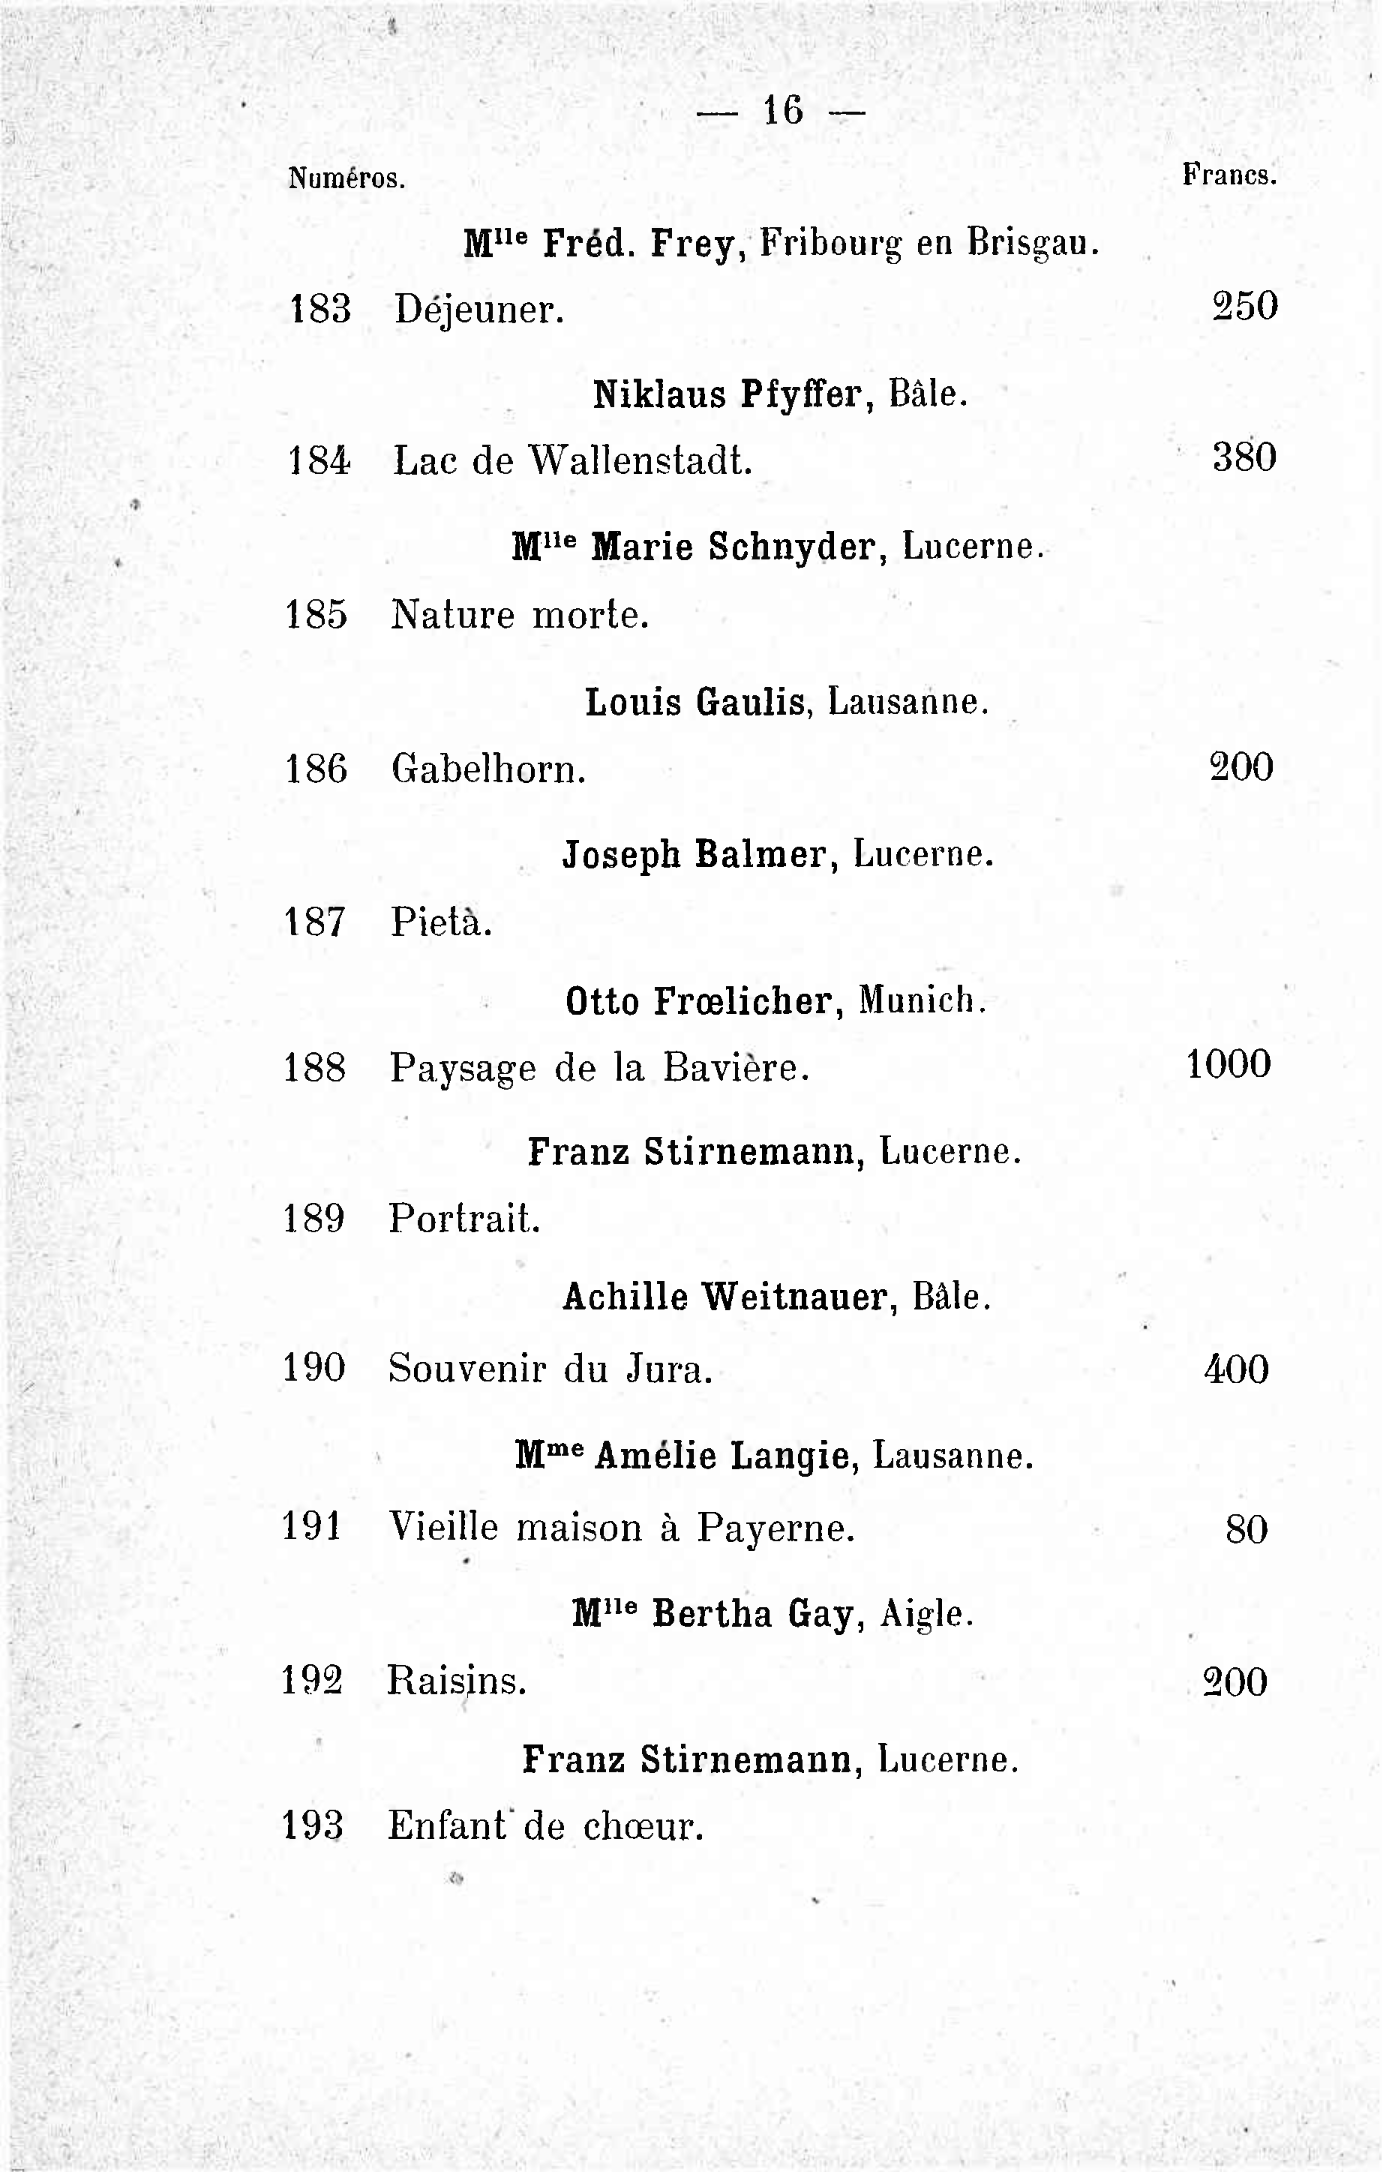 — 16 —
Numéros. Francs.
Mlle Fréd. Frey, Fribourg en Brisgau.
183 Déjeuner. 250
Niklaus Pfyffer, Bâle.
184 Lac de Wallenstadt. 380
Mlle Marie Schnyder, Lucerne.
185 Nature morte.
Louis Gaulis, Lausanne.
186 Gabelhorn. 200
Joseph Balmer, Lucerne.
187 Pietà.
Otto Frœlicher, Munich.
188 Paysage de la Bavière. 1000
Franz Stirnemann, Lucerne.
189 Portrait.
Achille Weitnauer, Bâle.
190 Souvenir du Jura. 400
Mme Amélie Langie, Lausanne.
191 Vieille maison à Payerne. 80
Mlle Bertha Gay, Aigle.
192 Raisins. 200
Franz Stirnemann, Lucerne.
193 Enfant de chœur.